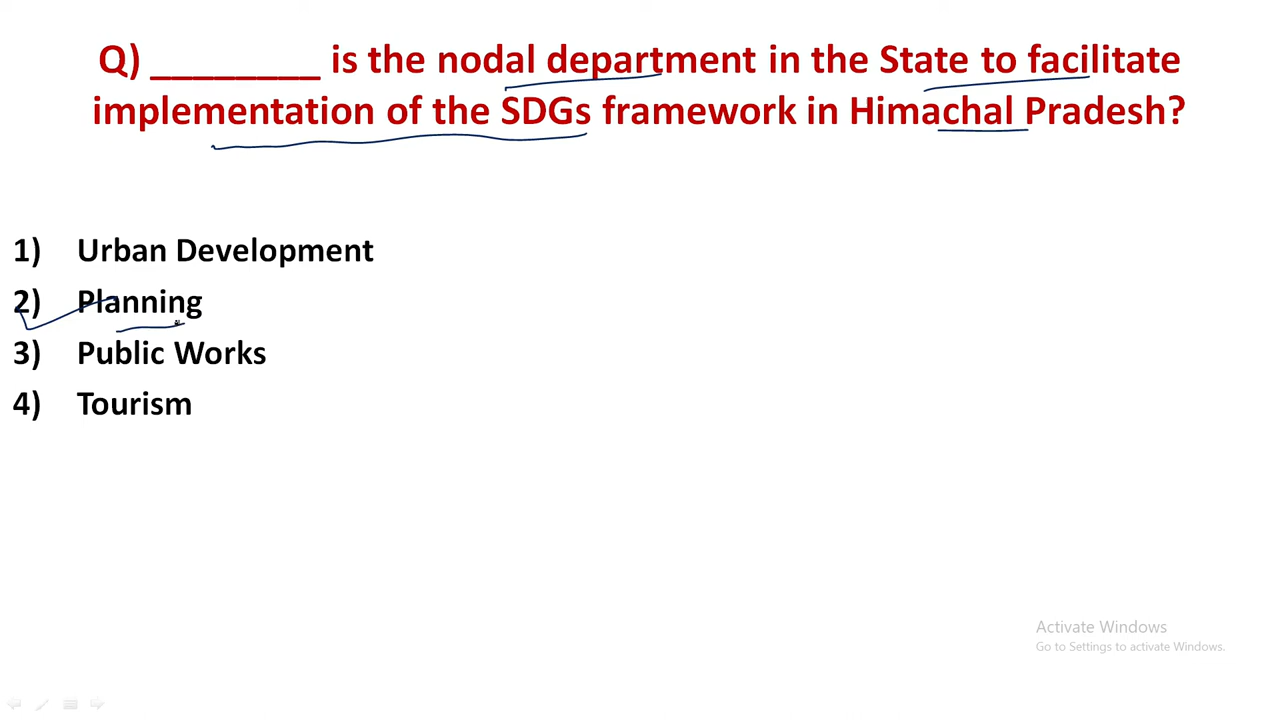 Q) ________ is the nodal department in the State to facilitate
implementation of the SDGs framework in Himachal Pradesh?
1) Urban Development
2) Planning
3) Public Works
4) Tourism
Activate Windows
Go to Settings to activate Windows.